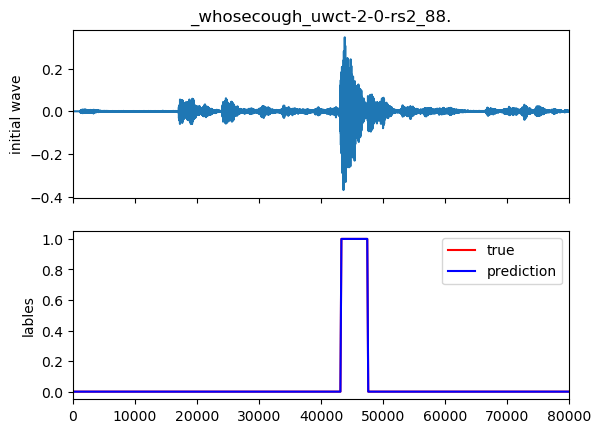 _whosecough_uwct-2-0-rs2_88.
initial wave
0.2
0.0
−0.2
−0.4
lables
1.0
0.8
0.6
0.4
0.2
0.0
true
prediction
0 10000 20000 30000 40000 50000 60000 70000 80000